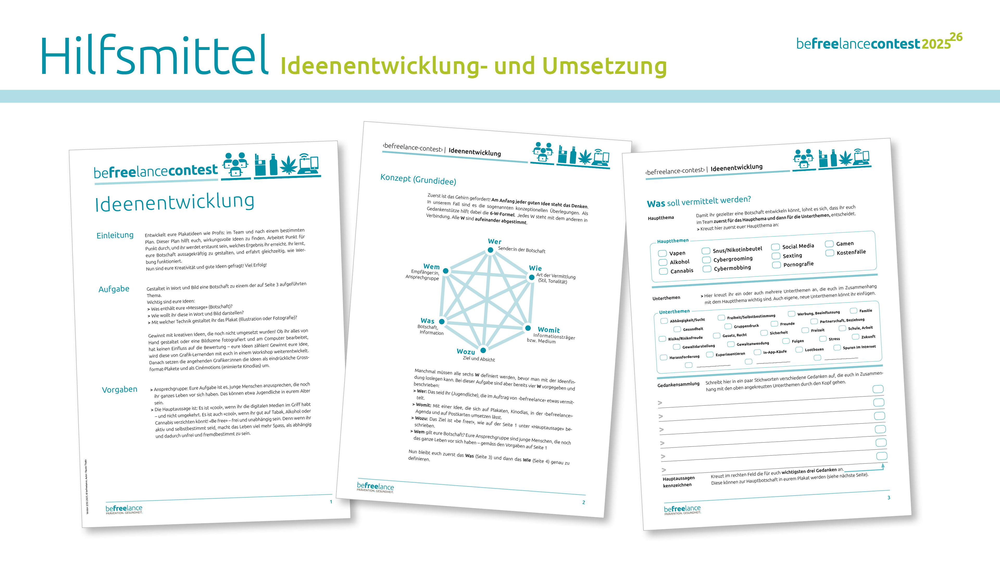 Hilfsmittel Ideenentwicklung- und Umsetzung
befreelancecontest 2025 26
befreelancecontest
Ideenentwicklung
Einleitung
Entwickelt eure Plakatideen wie Profis: im Team und nach einem bestimmten
Plan. Dieser Plan hilft euch, wirkungsvolle Ideen zu finden. Arbeitet Punkt für
Punkt durch, und ihr werdet erstaunt sein, welches Ergebnis ihr erreicht. Ihr lernt,
eure Botschaft aussagekräftig zu gestalten, und erfahrt gleichzeitig, wie Wer-
bung funktioniert.
Nun sind eure Kreativität und gute Ideen gefragt! Viel Erfolg!
Aufgabe
Gestaltet in Wort und Bild eine Botschaft zu einem der auf Seite 3 aufgeführten
Thema.
Wichtig sind eure Ideen:
> Was enthält eure «Message» (Botschaft)?
> Wie wollt ihr diese in Wort und Bild darstellen?
> Mit welcher Technik gestaltet ihr das Plakat (Illustration oder Fotografie)?
Gewinnt mit kreativen Ideen, die noch nicht umgesetzt wurden! Ob ihr alles von
Hand gestaltet oder eine Bildszene fotografiert und am Computer bearbeitet,
hat keinen Einfluss auf die Bewertung – eure Ideen zählen! Gewinnt eure Idee,
wird diese von Grafik-Lernenden mit euch in einem Workshop weiterentwickelt.
Danach setzen die angehenden Grafiker:innen die Ideen als eindrückliche Gross-
format-Plakete und als Cinémotions (animierte Kinodias) um.
Vorgaben
> Ansprechgruppe: Eure Aufgabe ist es, junge Menschen anzusprechen, die noch
ihr ganzes Leben vor sich haben. Das können etwa Jugendliche in eurem Alter
sein.
> Die Hauptaussage ist: Es ist «cool», wenn ihr die digitalen Medien im Griff habt
– und nicht umgekehrt. Es ist auch «cool», wenn ihr gut auf Tabak, Alkohol oder
Cannabis verzichten könnt! «Be free» – frei und unabhängig sein. Denn wenn ihr
aktiv und selbstbestimmt seid, macht das Leben viel mehr Spass, als abhängig
und dadurch unfrei und fremdbestimmt zu sein.
Version 3/02.2025, © befreelance, Autor: Fausto Tisato
befreelance
PRÄVENTION. GESUNDHEIT.
1
‹befreelance-contest› | Ideenentwicklung
Konzept (Grundidee)
Zuerst ist das Gehirn gefordert! Am Anfang jeder guten Idee steht das Denken.
In unserem Fall sind es die sogenannten konzeptionellen Überlegungen. Als
Gedankenstütze hilft dabei die 6-W-Formel. Jedes W steht mit dem anderen in
Verbindung. Alle W sind aufeinander abgestimmt.
Wer
Sender:in der Botschaft
Wem
Empfänger:in,
Ansprechgruppe
Wie
Art der Vermittlung
(Stil, Tonalität)
Was
Botschaft,
Information
Womit
Informationsträger
bzw. Medium
Wozu
Ziel und Absicht
Manchmal müssen alle sechs W definiert werden, bevor man mit der Ideenfin-
dung loslegen kann. Bei dieser Aufgabe sind aber bereits vier W vorgegeben und
beschrieben:
> Wer: Das seid ihr (Jugendliche), die im Auftrag von ‹befreelance› etwas vermit-
telt.
> Womit: Mit einer Idee, die sich auf Plakaten, Kinodias, in der ‹befreelance›-
Agenda und auf Postkarten umsetzen lässt.
> Wozu: Das Ziel ist «be free!», wie auf der Seite 1 unter «Hauptaussage» be-
schrieben.
> Wem gilt eure Botschaft? Eure Ansprechgruppe sind junge Menschen, die noch
das ganze Leben vor sich haben – gemäss den Vorgaben auf Seite 1
Nun bleibt euch zuerst das Was (Seite 3) und dann das Wie (Seite 4) genau zu
definieren.
befreelance
PRÄVENTION. GESUNDHEIT.
2
‹befreelance-contest› | Ideenentwicklung
Was soll vermittelt werden?
Hauptthema
Damit ihr gezielter eine Botschaft entwickeln könnt, lohnt es sich, dass ihr euch
im Team zuerst für das Haupthema und dann für die Unterthemen, entscheidet.
> Kreuzt hier zuerst euer Hauptthema an:
Hauptthemen
Vapen Snus/Nikotinbeutel Social Media Gamen
Alkohol Cybergrooming Sexting Kostenfalle
Cannabis Cybermobbing Pornografie
Unterthemen
> Hier kreuzt ihr ein oder auch mehrere Unterthemen an, die euch im Zusammenhang
mit dem Hauptthema wichtig sind. Auch eigene, neue Unterthemen könnt ihr einfügen.
Unterthemen
Abhängigkeit/Sucht Freiheit/Selbstbestimmung Werbung, Beeinflussung Familie
Gesundheit Gruppendruck Freunde Partnerschaft, Beziehung
Risiko/Risikofreude Gesetz, Recht Sicherheit Freizeit Schule, Arbeit
Gewaltdarstellung Gewaltanwendung Folgen Stress Zukunft
Herausforderung Experimentieren In-App-Käufe Lootboxen Spuren im Internet
Gedankensammlung
Schreibt hier in ein paar Stichworten verschiedene Gedanken auf, die euch in Zusammen-
hang mit den oben angekreuzten Unterthemen durch den Kopf gehen.
>
>
>
>
>
>
Hauptaussagen
kennzeichnen
Kreuzt im rechten Feld die für euch wichtigsten drei Gedanken an.
Diese können zur Hauptbotschaft in eurem Plakat werden (siehe nächste Seite).
befreelance
PRÄVENTION. GESUNDHEIT.
3